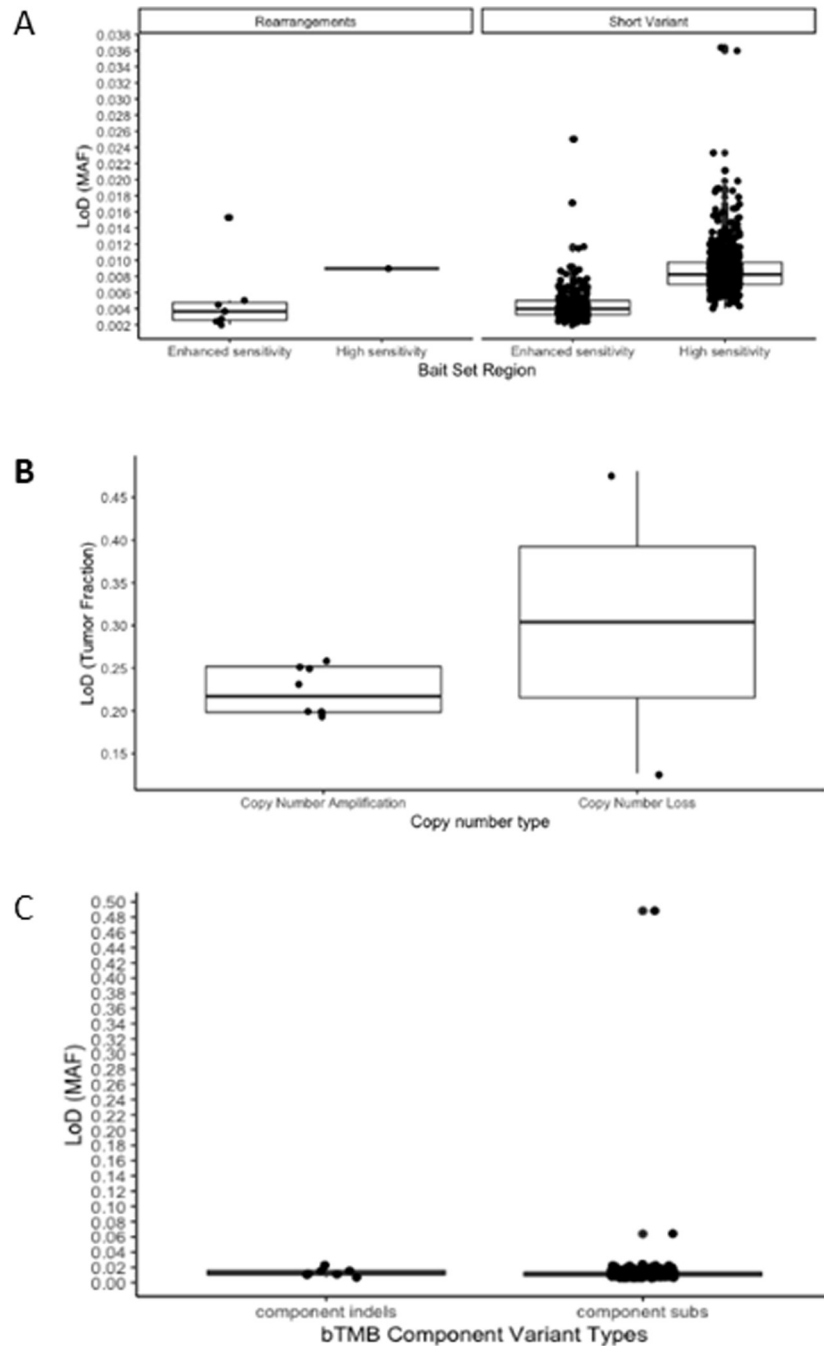 A
Rearrangements
Short Variant
LoD (MAF)
0.038
0.036
0.034
0.032
0.030
0.028
0.026
0.024
0.022
0.020
0.018
0.016
0.014
0.012
0.010
0.008
0.006
0.004
0.002
Enhanced sensitivity
High sensitivity
Enhanced sensitivity
High sensitivity
Bait Set Region
B
LoD (Tumor Fraction)
0.45
0.40
0.35
0.30
0.25
0.20
0.15
Copy Number Amplification
Copy Number Loss
Copy number type
C
LoD (MAF)
0.50
0.48
0.46
0.44
0.42
0.40
0.38
0.36
0.34
0.32
0.30
0.28
0.26
0.24
0.22
0.20
0.18
0.16
0.14
0.12
0.10
0.08
0.06
0.04
0.02
0.00
component indels
component subs
bTMB Component Variant Types